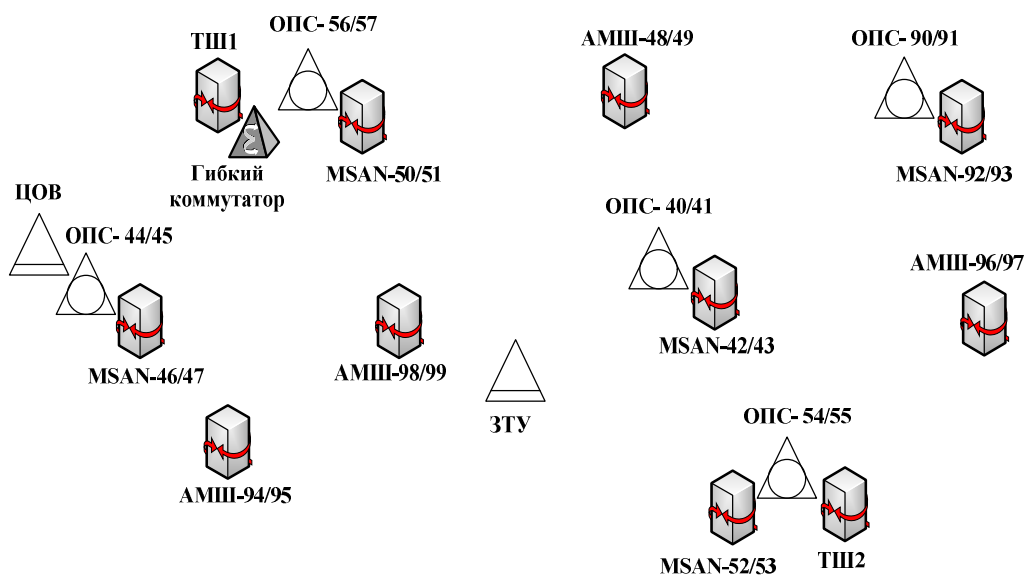 ОПС- 56/57
ТШ1
АМШ-48/49
ОПС- 90/91
MSAN-50/51
MSAN-92/93
Гибкий
коммутатор
ЦОВ
ОПС- 44/45
ОПС- 40/41
АМШ-96/97
MSAN-42/43
MSAN-46/47
АМШ-98/99
ЗТУ
ОПС- 54/55
АМШ-94/95
MSAN-52/53
ТШ2